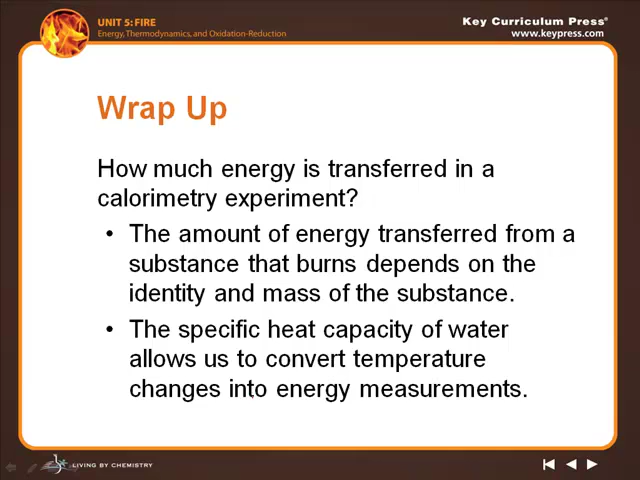 UNIT 5: FIRE
Energy, Thermodynamics, and Oxidation-Reduction
Key Curriculum Press®
www.keypress.com
Wrap Up
How much energy is transferred in a
calorimetry experiment?
• The amount of energy transferred from a
substance that burns depends on the
identity and mass of the substance.
• The specific heat capacity of water
allows us to convert temperature
changes into energy measurements.
LIVING BY CHEMISTRY